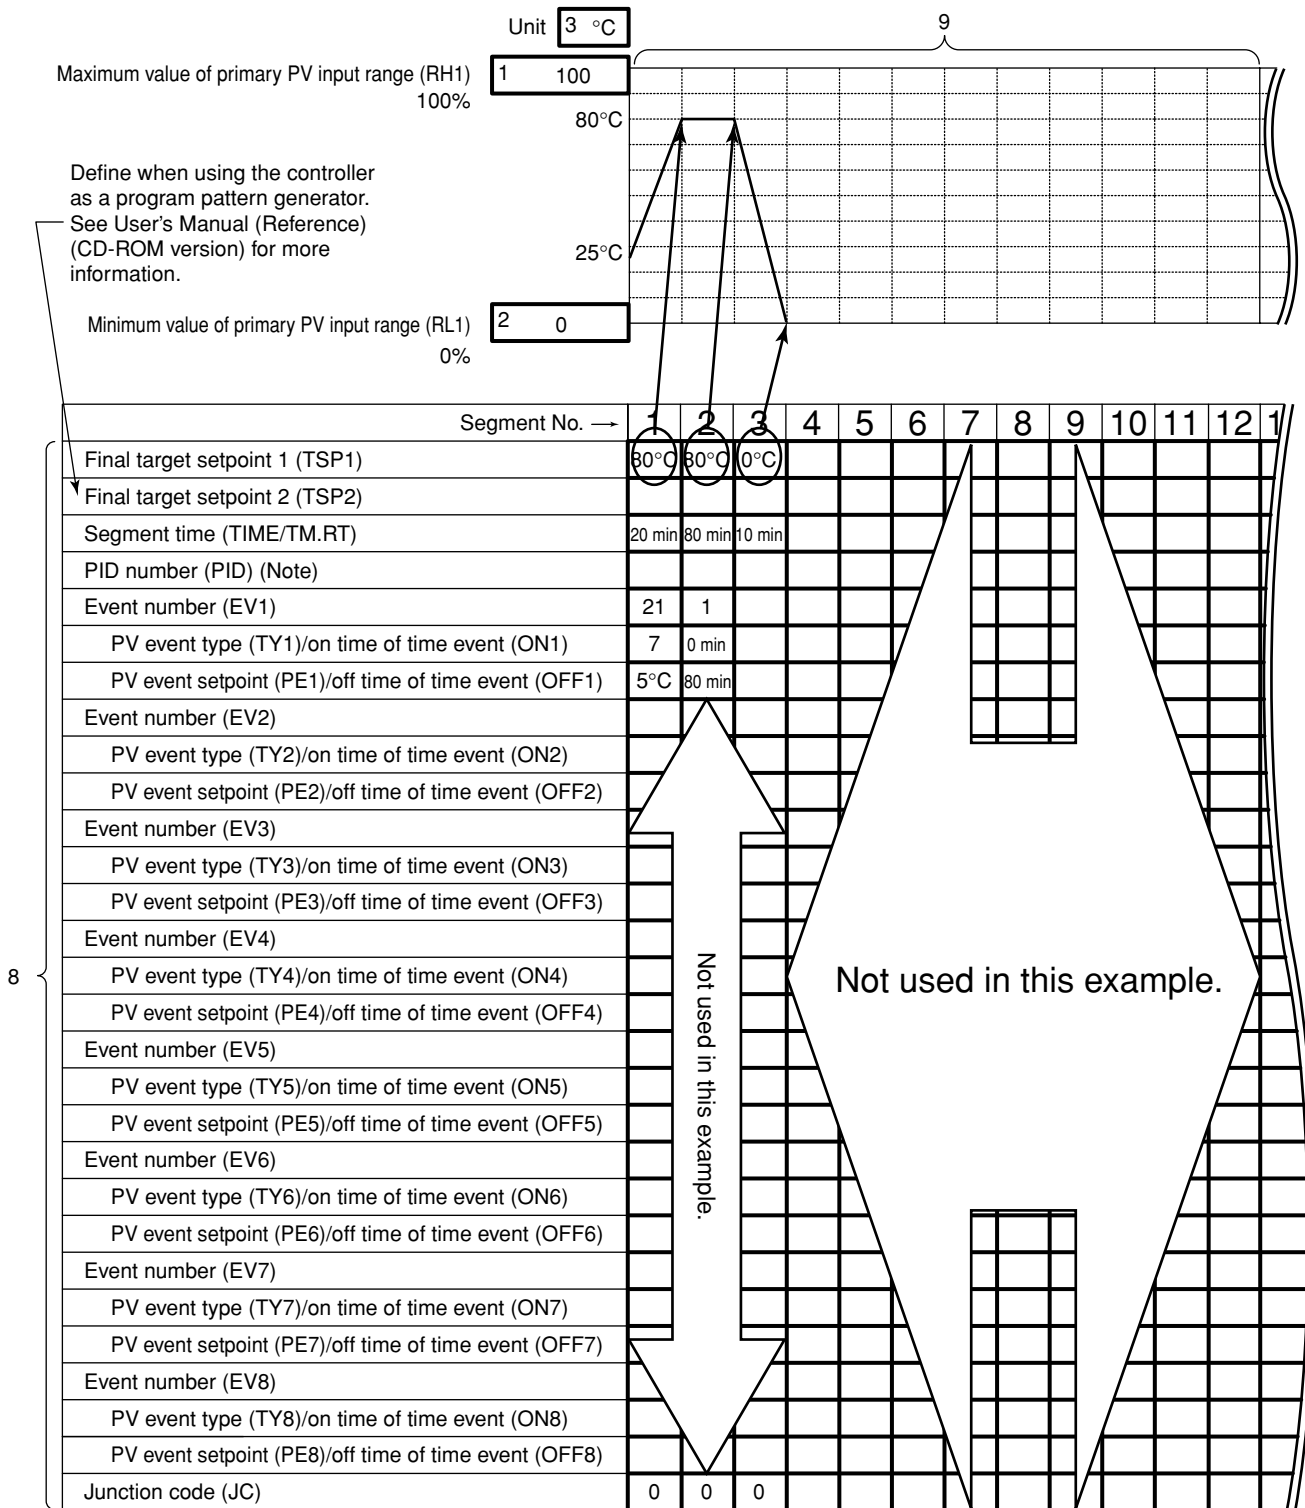 Unit 3 °C
9
Maximum value of primary PV input range (RH1) 1 100
100%
80°C
Define when using the controller
as a program pattern generator.
See User's Manual (Reference)
(CD-ROM version) for more
information.
25°C
Minimum value of primary PV input range (RL1) 2 0
0%
Segment No. → 1 2 3 4 5 6 7 8 9 10 11 12 1
8
Final target setpoint 1 (TSP1) 80°C 80°C 0°C
Final target setpoint 2 (TSP2)
Segment time (TIME/TM.RT) 20 min 80 min 10 min
PID number (PID) (Note)
Event number (EV1) 21 1
PV event type (TY1)/on time of time event (ON1) 7 0 min
PV event setpoint (PE1)/off time of time event (OFF1) 5°C 80 min
Event number (EV2)
PV event type (TY2)/on time of time event (ON2)
PV event setpoint (PE2)/off time of time event (OFF2)
Event number (EV3)
PV event type (TY3)/on time of time event (ON3)
PV event setpoint (PE3)/off time of time event (OFF3)
Event number (EV4)
PV event type (TY4)/on time of time event (ON4)
PV event setpoint (PE4)/off time of time event (OFF4)
Event number (EV5)
PV event type (TY5)/on time of time event (ON5)
PV event setpoint (PE5)/off time of time event (OFF5)
Event number (EV6)
PV event type (TY6)/on time of time event (ON6)
PV event setpoint (PE6)/off time of time event (OFF6)
Event number (EV7)
PV event type (TY7)/on time of time event (ON7)
PV event setpoint (PE7)/off time of time event (OFF7)
Event number (EV8)
PV event type (TY8)/on time of time event (ON8)
PV event setpoint (PE8)/off time of time event (OFF8)
Junction code (JC) 0 0 0
Not used in this example.
Not used in this example.